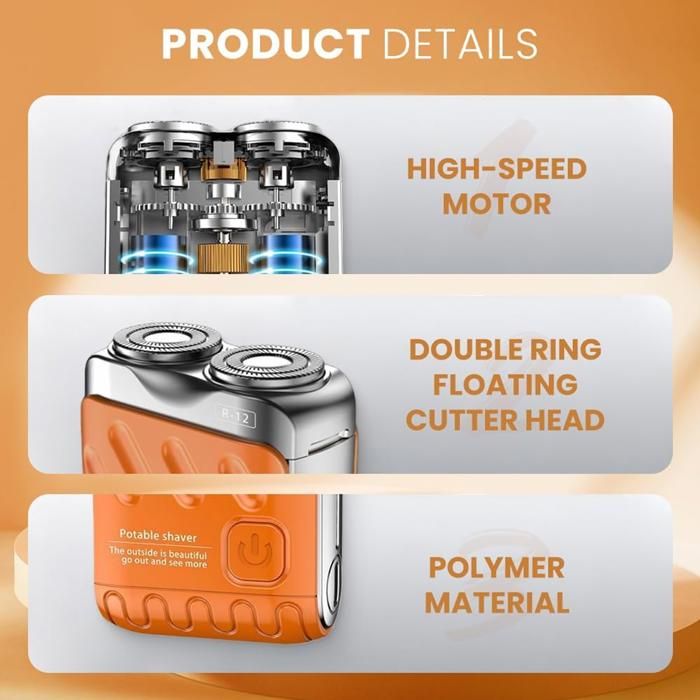 PRODUCT DETAILS
HIGH-SPEED
MOTOR
DOUBLE RING
FLOATING
CUTTER HEAD
R-12
Potable shaver
The outside is beautiful
go out and see more
POLYMER
MATERIAL